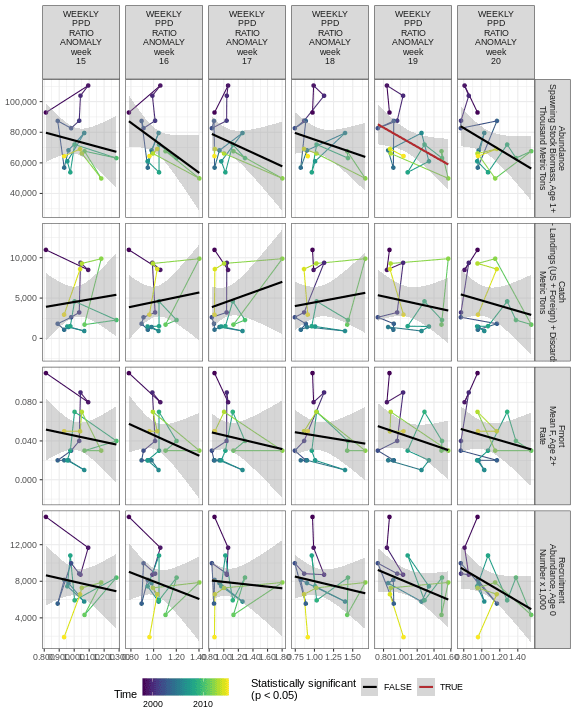 WEEKLY PPD RATIO ANOMALY week 15
WEEKLY PPD RATIO ANOMALY week 16
WEEKLY PPD RATIO ANOMALY week 17
WEEKLY PPD RATIO ANOMALY week 18
WEEKLY PPD RATIO ANOMALY week 19
WEEKLY PPD RATIO ANOMALY week 20
100,000
80,000
60,000
40,000
Abundance
Spawning Stock Biomass, Age 1+
Thousand Metric Tons
10,000
5,000
0
Catch
- Landings (US + Foreign) + Discard
Metric Tons
0.080
0.040
0.000
Fmort
Mean F, Age 2+
Rate
12,000
8,000
4,000
Recruitment
Abundance, Age 0
Number x 1,000
1.00 1.20
0.75 1.00 1.25 1.50
0.80 1.00 1.20 1.40
0.80 1.00 1.20 1.40
Time
2000 2010
Statistically significant
(p < 0.05)
FALSE
TRUE